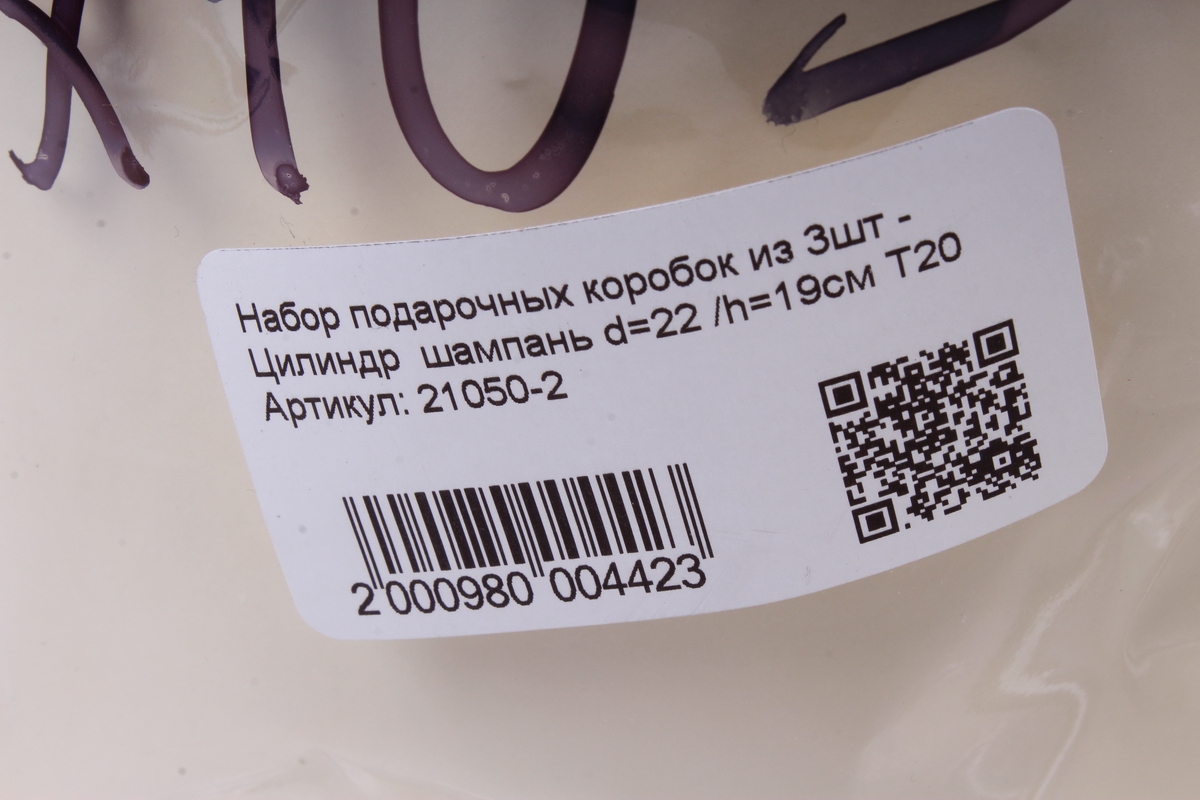 Набор подарочных коробок из 3шт -
Цилиндр шампань d=22 /h=19см Т20
Артикул: 21050-2
2 000980 004423